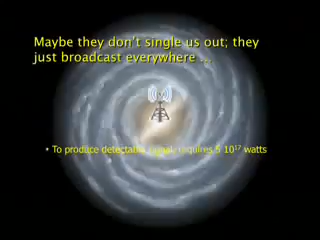 Maybe they don't single us out; they
just broadcast everywhere ...
• To produce detectable signal requires 5 10¹⁷ watts